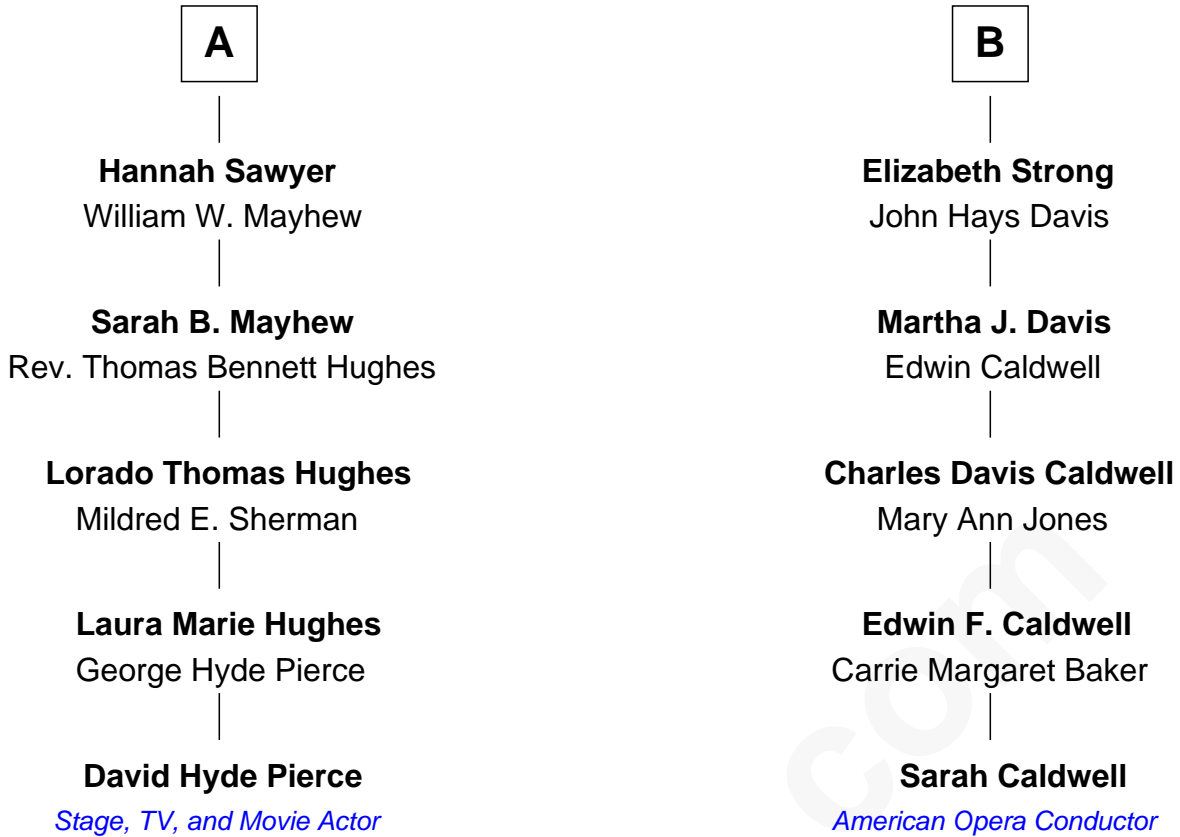 A
Hannah Sawyer
William W. Mayhew
Sarah B. Mayhew
Rev. Thomas Bennett Hughes
Lorado Thomas Hughes
Mildred E. Sherman
Laura Marie Hughes
George Hyde Pierce
David Hyde Pierce
Stage, TV, and Movie Actor
B
Elizabeth Strong
John Hays Davis
Martha J. Davis
Edwin Caldwell
Charles Davis Caldwell
Mary Ann Jones
Edwin F. Caldwell
Carrie Margaret Baker
Sarah Caldwell
American Opera Conductor
com